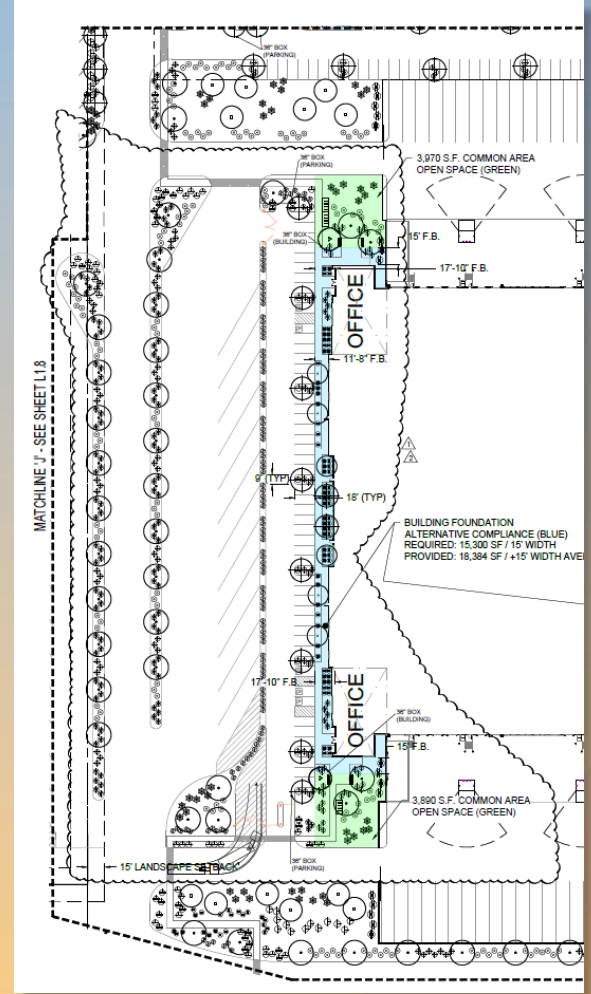 36" BOX
(PARKING)
36" BOX
(PARKING)
3,970 S.F. COMMON AREA
OPEN SPACE (GREEN)
36" BOX
(BUILDING)
15' F.B.
17'-10" F.B.
OFFICE
11'-8" F.B.
MATCHLINE 'J' - SEE SHEET L1.8
1
2
9' (TYP)
18' (TYP)
BUILDING FOUNDATION
ALTERNATIVE COMPLIANCE (BLUE)
REQUIRED: 15,300 SF / 15' WIDTH
PROVIDED: 18,384 SF / +15' WIDTH
17'-10" F.B.
OFFICE
36" BOX
(BUILDING)
15' F.B.
3,890 S.F. COMMON AREA
OPEN SPACE (GREEN)
15' LANDSCAPE SETBACK
36" BOX
(PARKING)